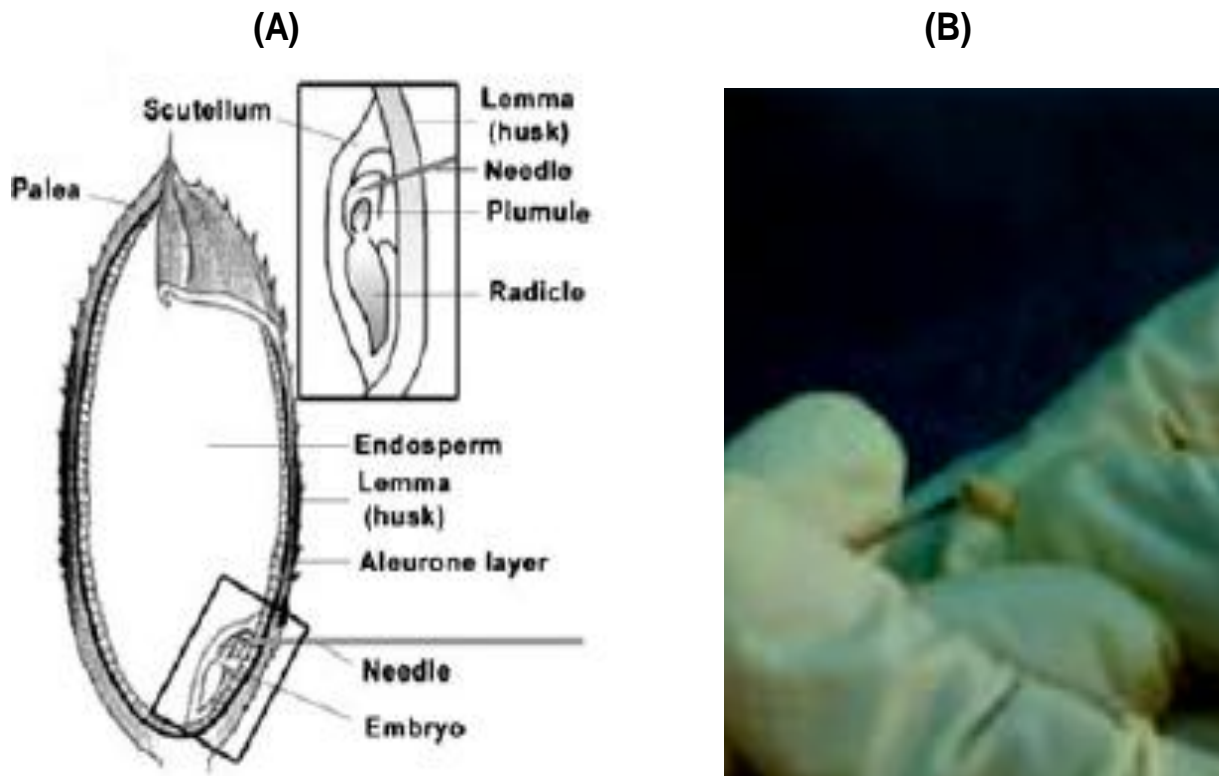 (A)
(B)
Scutellum
Lemma
(husk)
Needle
Plumule
Radicle
Palea
Endosperm
Lemma
(husk)
Aleurone layer
Needle
Embryo